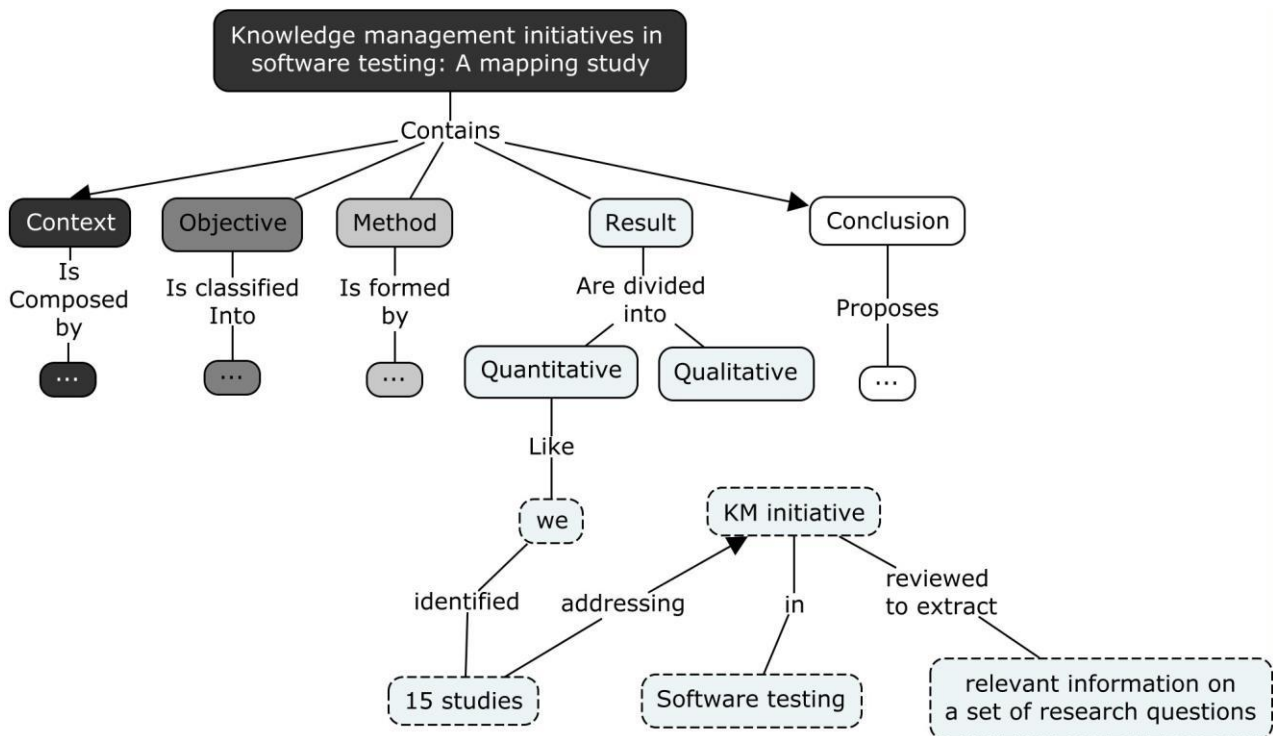 Knowledge management initiatives in
software testing: A mapping study
Contains
Context
Objective
Method
Result
Conclusion
Is
Composed
by
Is classified
Into
Is formed
by
Are divided
into
Proposes
...
...
...
Quantitative
Qualitative
...
Like
we
KM initiative
identified
addressing
in
reviewed
to extract
15 studies
Software testing
relevant information on
a set of research questions